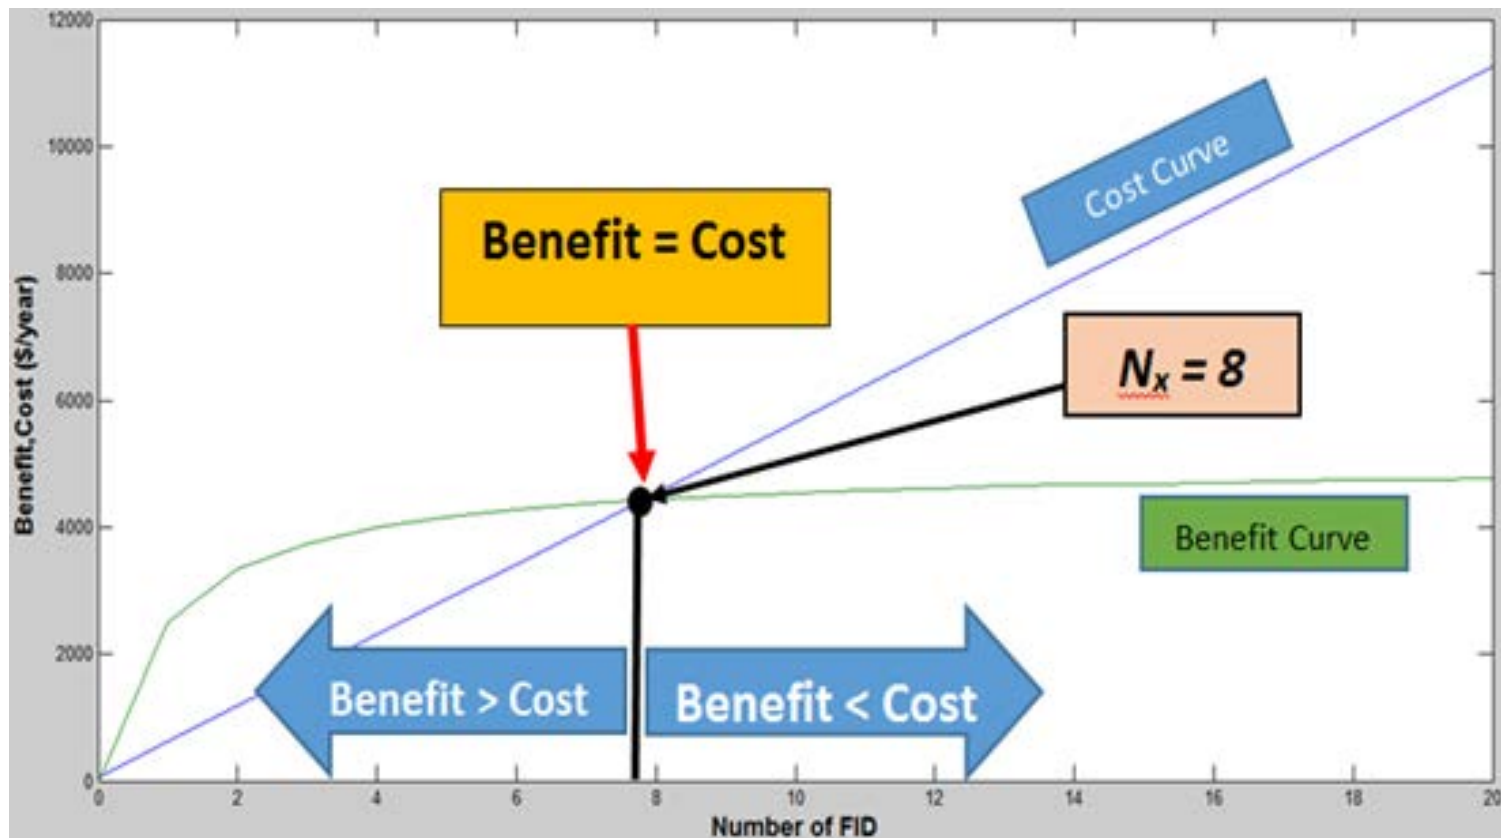 12000
10000
8000
6000
4000
2000
0
Benefit,Cost ($/year)
Cost Curve
Benefit = Cost
Nx = 8
Benefit Curve
Benefit > Cost
Benefit < Cost
0 2 4 6 8 10 12 14 16 18 20
Number of FID